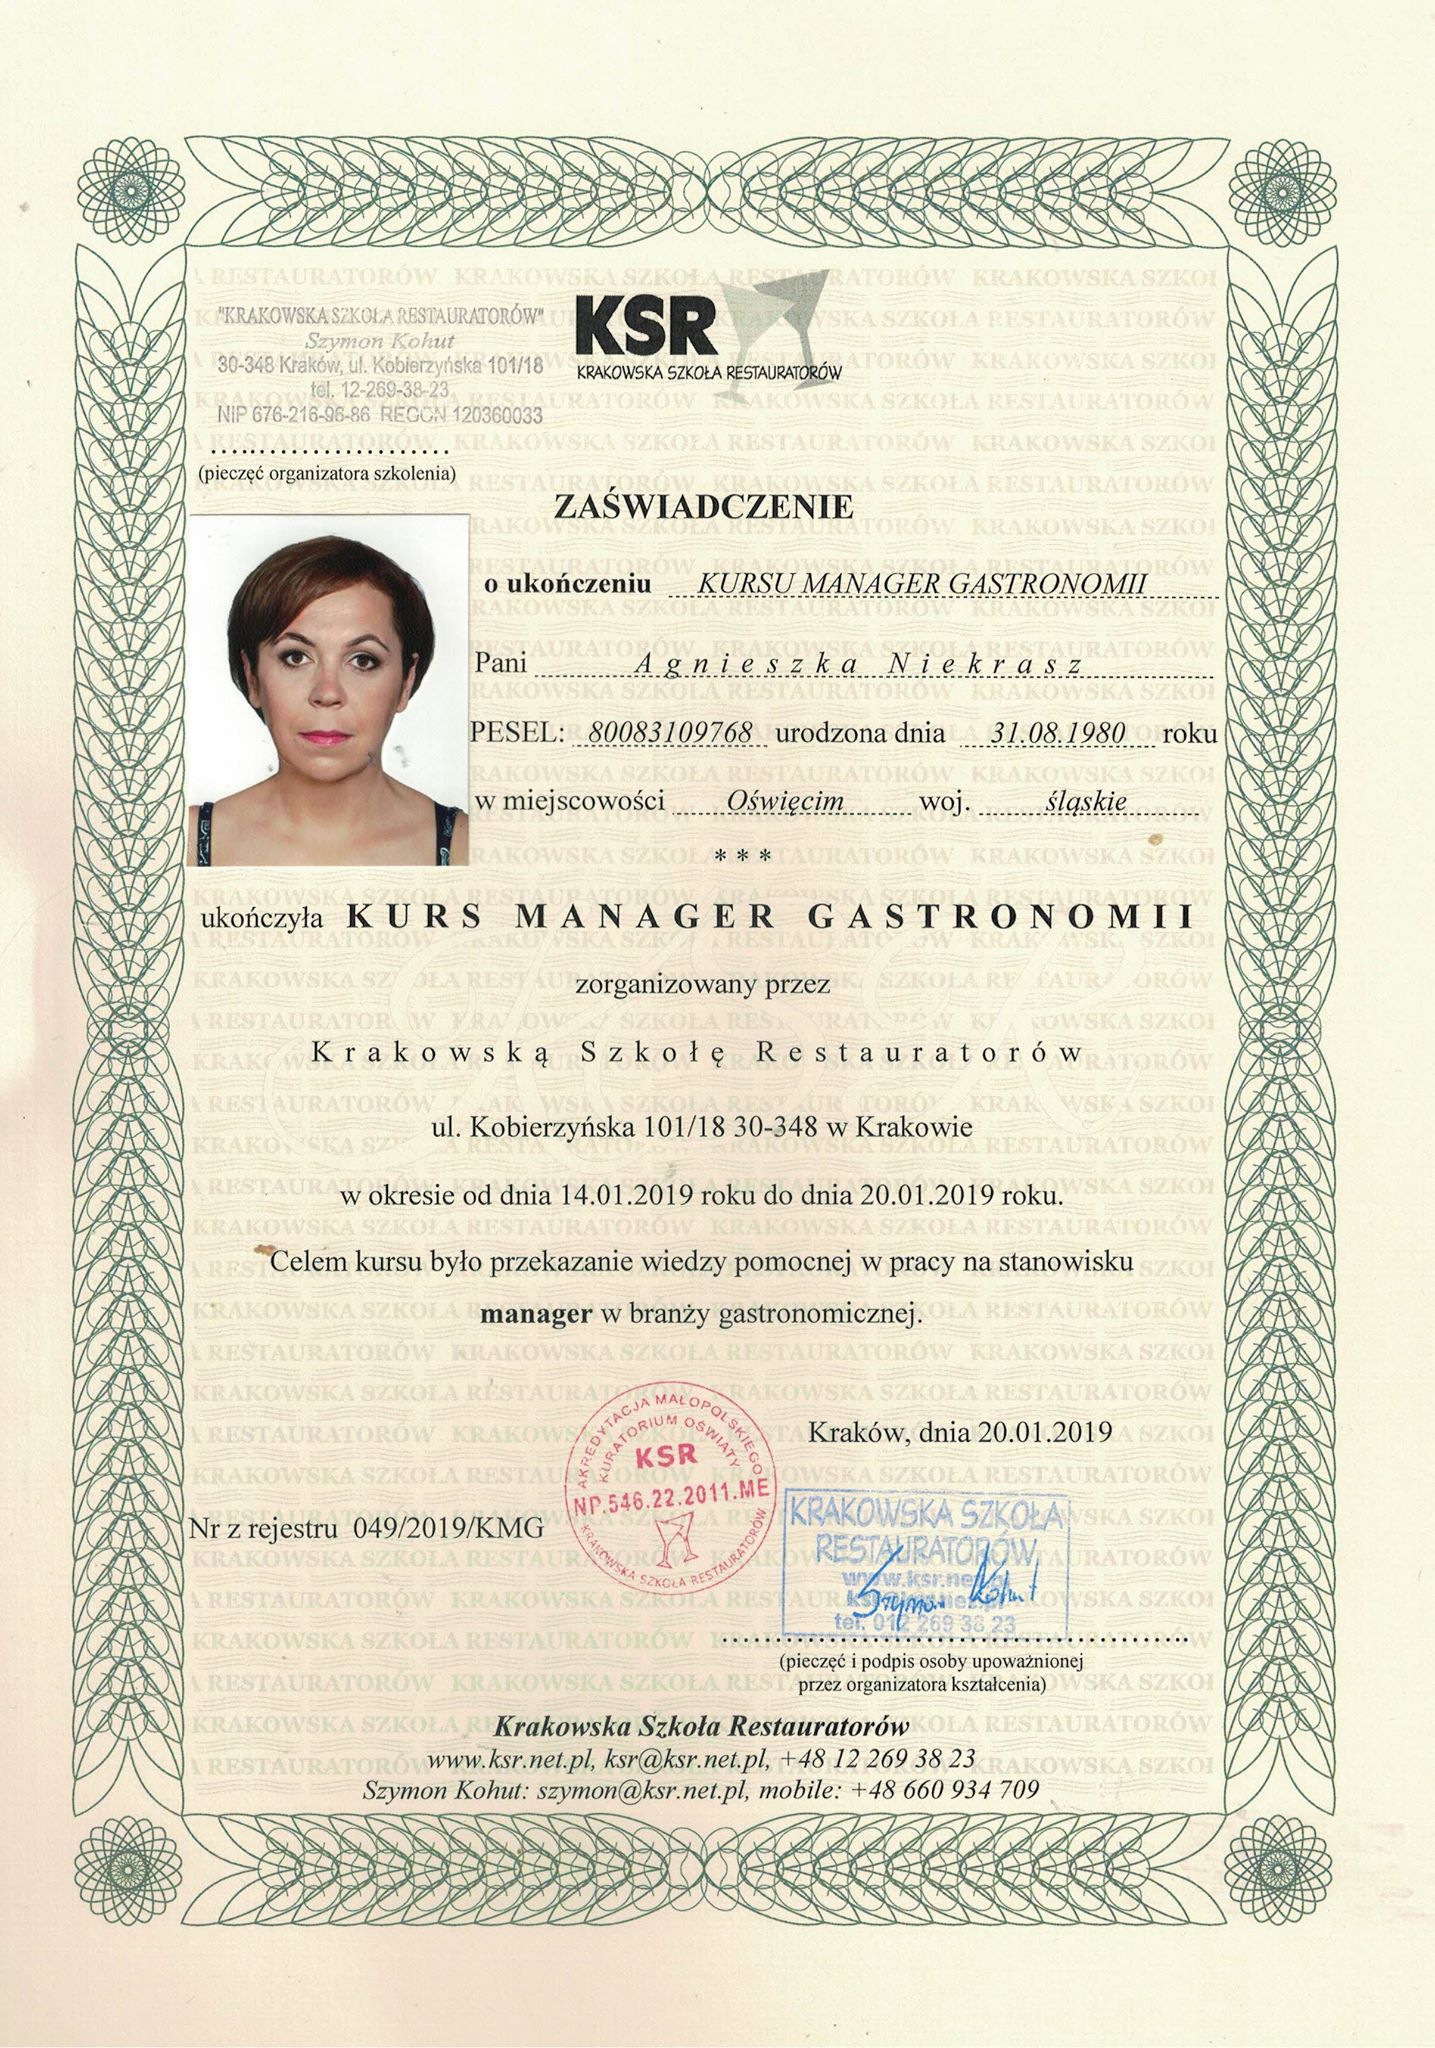 "KRAKOWSKA SZKOŁA RESTAURATORÓW"
Szymon Kohut
30-348 Kraków, ul. Kobierzyńska 101/18
tel. 12-269-38-23
NIP 676-216-96-86 REGON 120360033
(pieczęć organizatora szkolenia)
KSR
KRAKOWSKA SZKOŁA RESTAURATORÓW
ZAŚWIADCZENIE
o ukończeniu KURSU MANAGER GASTRONOMII
Pani Agnieszka Niekrasz
PESEL: 80083109768 urodzona dnia 31.08.1980 roku
w miejscowości Oświęcim woj. śląskie
* * *
ukończyła KURS MANAGER GASTRONOMII
zorganizowany przez
Krakowską Szkołę Restauratorów
ul. Kobierzyńska 101/18 30-348 w Krakowie
w okresie od dnia 14.01.2019 roku do dnia 20.01.2019 roku.
Celem kursu było przekazanie wiedzy pomocnej w pracy na stanowisku
manager w branży gastronomicznej.
AKREDYTACJA MAŁOPOLSKIEGO
KURATORIUM OŚWIATY
KSR
NP.546.22.2011.ME
KRAKOWSKA SZKOŁA RESTAURATORÓW
Kraków, dnia 20.01.2019
Nr z rejestru 049/2019/KMG
KRAKOWSKA SZKOŁA
RESTAURATORÓW
www.ksr.net.pl
tel. 012 269 38 23
Szymon Kohut
(pieczęć i podpis osoby upoważnionej
przez organizatora kształcenia)
Krakowska Szkoła Restauratorów
www.ksr.net.pl, ksr@ksr.net.pl, +48 12 269 38 23
Szymon Kohut: szymon@ksr.net.pl, mobile: +48 660 934 709